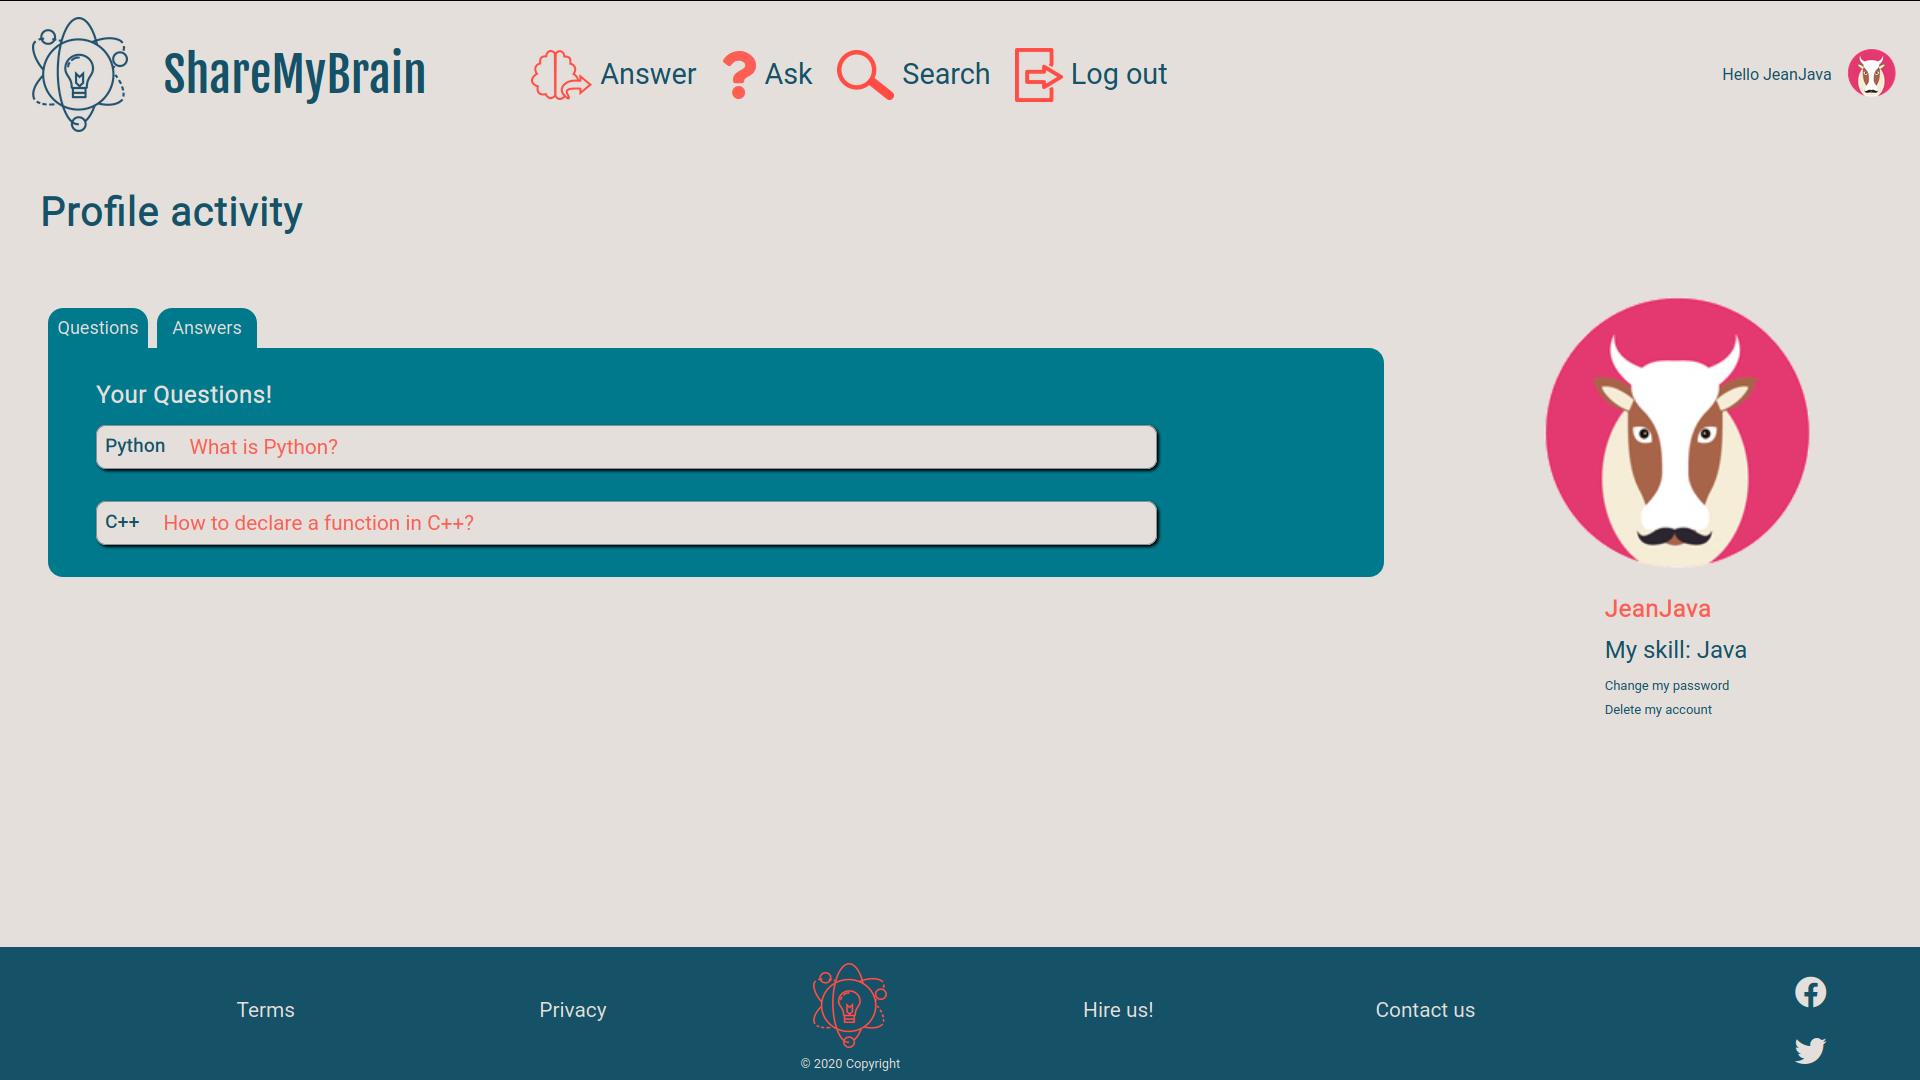 ShareMyBrain
Answer
Ask
Search
Log out
Hello JeanJava
Profile activity
Questions
Answers
Your Questions!
Python What is Python?
C++ How to declare a function in C++?
JeanJava
My skill: Java
Change my password
Delete my account
Terms
Privacy
© 2020 Copyright
Hire us!
Contact us